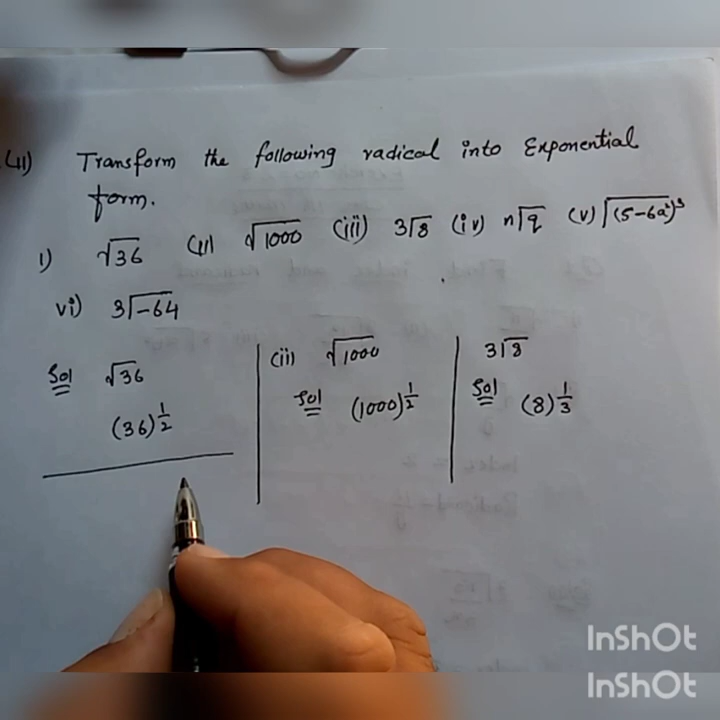 (11) Transform the following radical into Exponential
form.
i) √36 (ii) √1000 (iii) 3√8 (iv) n√q (v) √(5-6a²)³
vi) 3√-64
Sol √36
(36)^1/2
(ii) √1000
Sol (1000)^1/2
3√8
Sol (8)^1/3
InShOt
InShOt